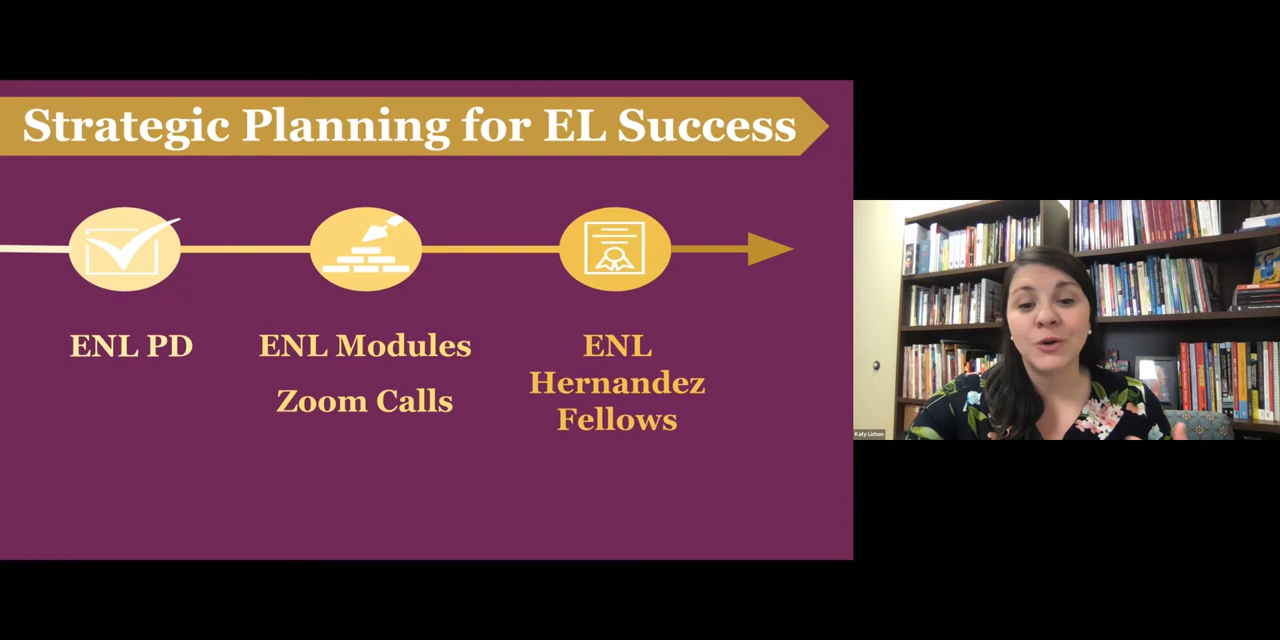 Strategic Planning for EL Success
ENL PD
ENL Modules
Zoom Calls
ENL
Hernandez
Fellows
Katy Lichon